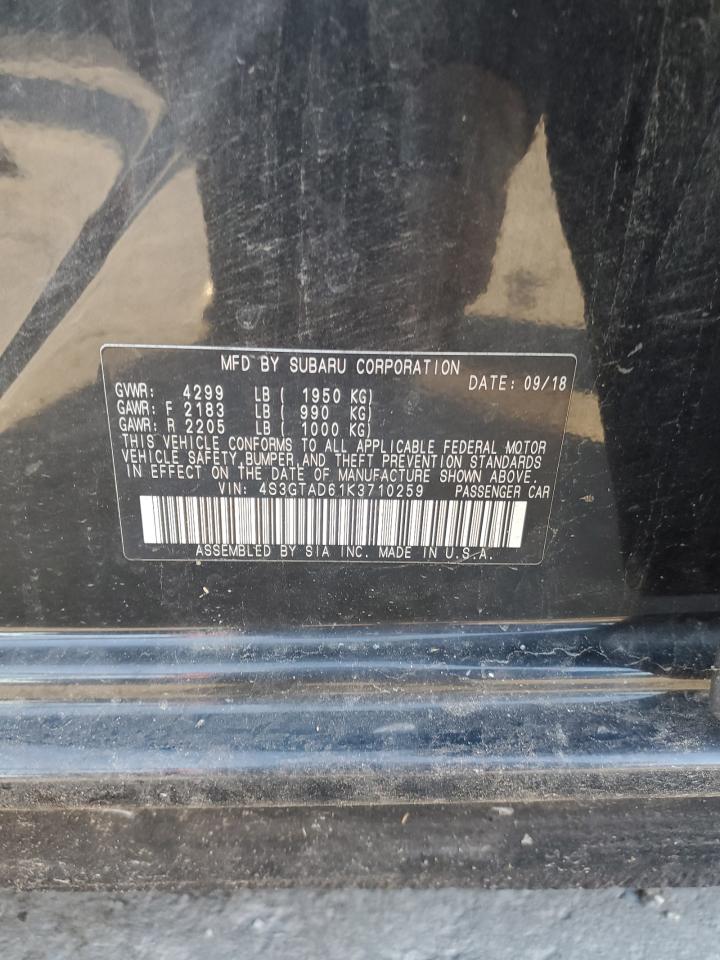 MFD BY SUBARU CORPORATION
DATE: 09/18
GVWR: 4299 LB ( 1950 KG)
GAWR: F 2183 LB ( 990 KG)
GAWR: R 2205 LB ( 1000 KG)
THIS VEHICLE CONFORMS TO ALL APPLICABLE FEDERAL MOTOR
VEHICLE SAFETY, BUMPER, AND THEFT PREVENTION STANDARDS
IN EFFECT ON THE DATE OF MANUFACTURE SHOWN ABOVE.
VIN: 4S3GTAD61K3710259 PASSENGER CAR
ASSEMBLED BY SIA INC. MADE IN U.S.A.